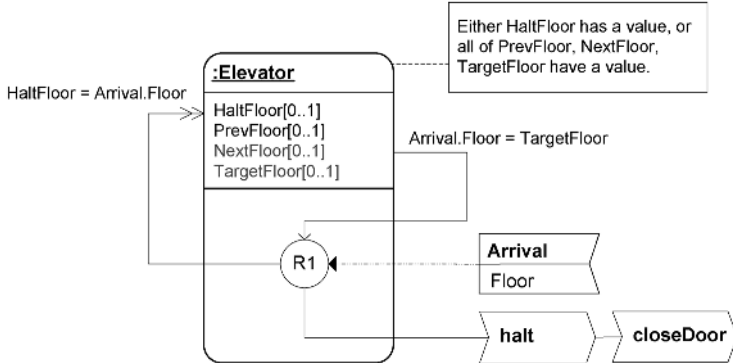 Either HaltFloor has a value, or
all of PrevFloor, NextFloor,
TargetFloor have a value.
:Elevator
HaltFloor = Arrival.Floor
HaltFloor[0..1]
PrevFloor[0..1]
NextFloor[0..1]
TargetFloor[0..1]
Arrival.Floor = TargetFloor
R1
Arrival
Floor
halt
closeDoor